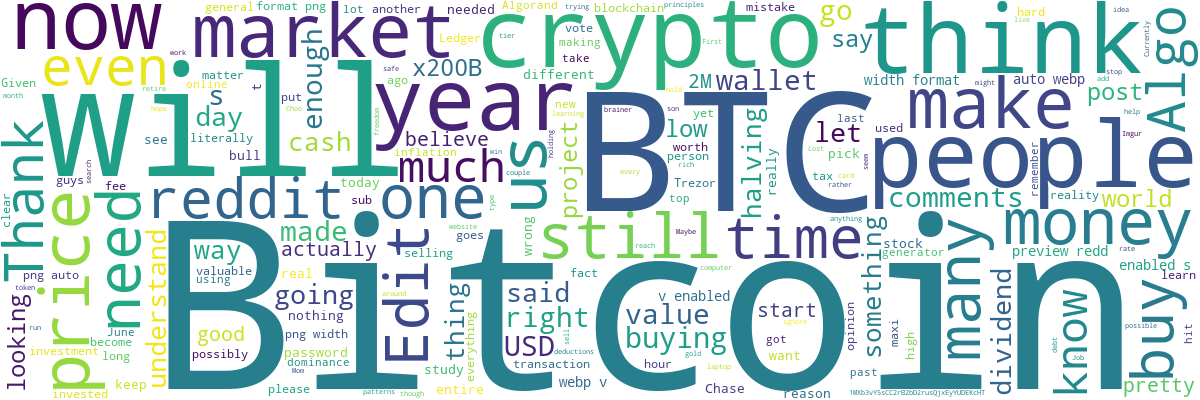 now
market
crypto
think
will
year
BTC
people
Bitcoin
even
Thank
need
price
reddit
one
Edit
us
still
time
money
many
buy
Algo
make
much
know
something
go
say
x200B
wallet
2M
let
low
project
halving
post
comments
world
enough
cash
day
s
t
believe
made
way
actually
going
good
possibly
understand
looking
thing
said
right
USD
value
buying
start
dividend
pretty
general
format png
lot
another
needed
Algorand
trying
blockchain
principles
Ledger
tier
First
vote
making
mistake
take
different
width format
auto webp
hard
live
idea
Currently
stop
add
might
work
safe
retire
month
hope
Given
online
matter
ago
put
literally
see
bull
inflation
new
learning
yet
son
brainer
hold
last
used
help
Imgur
worth
person
rich
pick
Choo
freedom
win
couple
holding
every
Trezor
top
really
tax
card
rather
Lost
seem
remember
reality
clear
guys
search
fee
today
sub
type
goes
website
wrong
reach
Maybe
anything
stock
generator
preview redd
enabled s
rate
learn
png auto
token
June
become
long
run
investment
invested
keep
valuable
using
real
nothing
png width
password
dominance
please
Mom
patterns
though
around
selling
everything
study
transaction
webp v
entire
fact
v enabled
computer
hour
sell
deductions
gold
laptop
Chase
got
want
ignore
reason
opinion
maxi
past
high
debt
Job
possible
hit